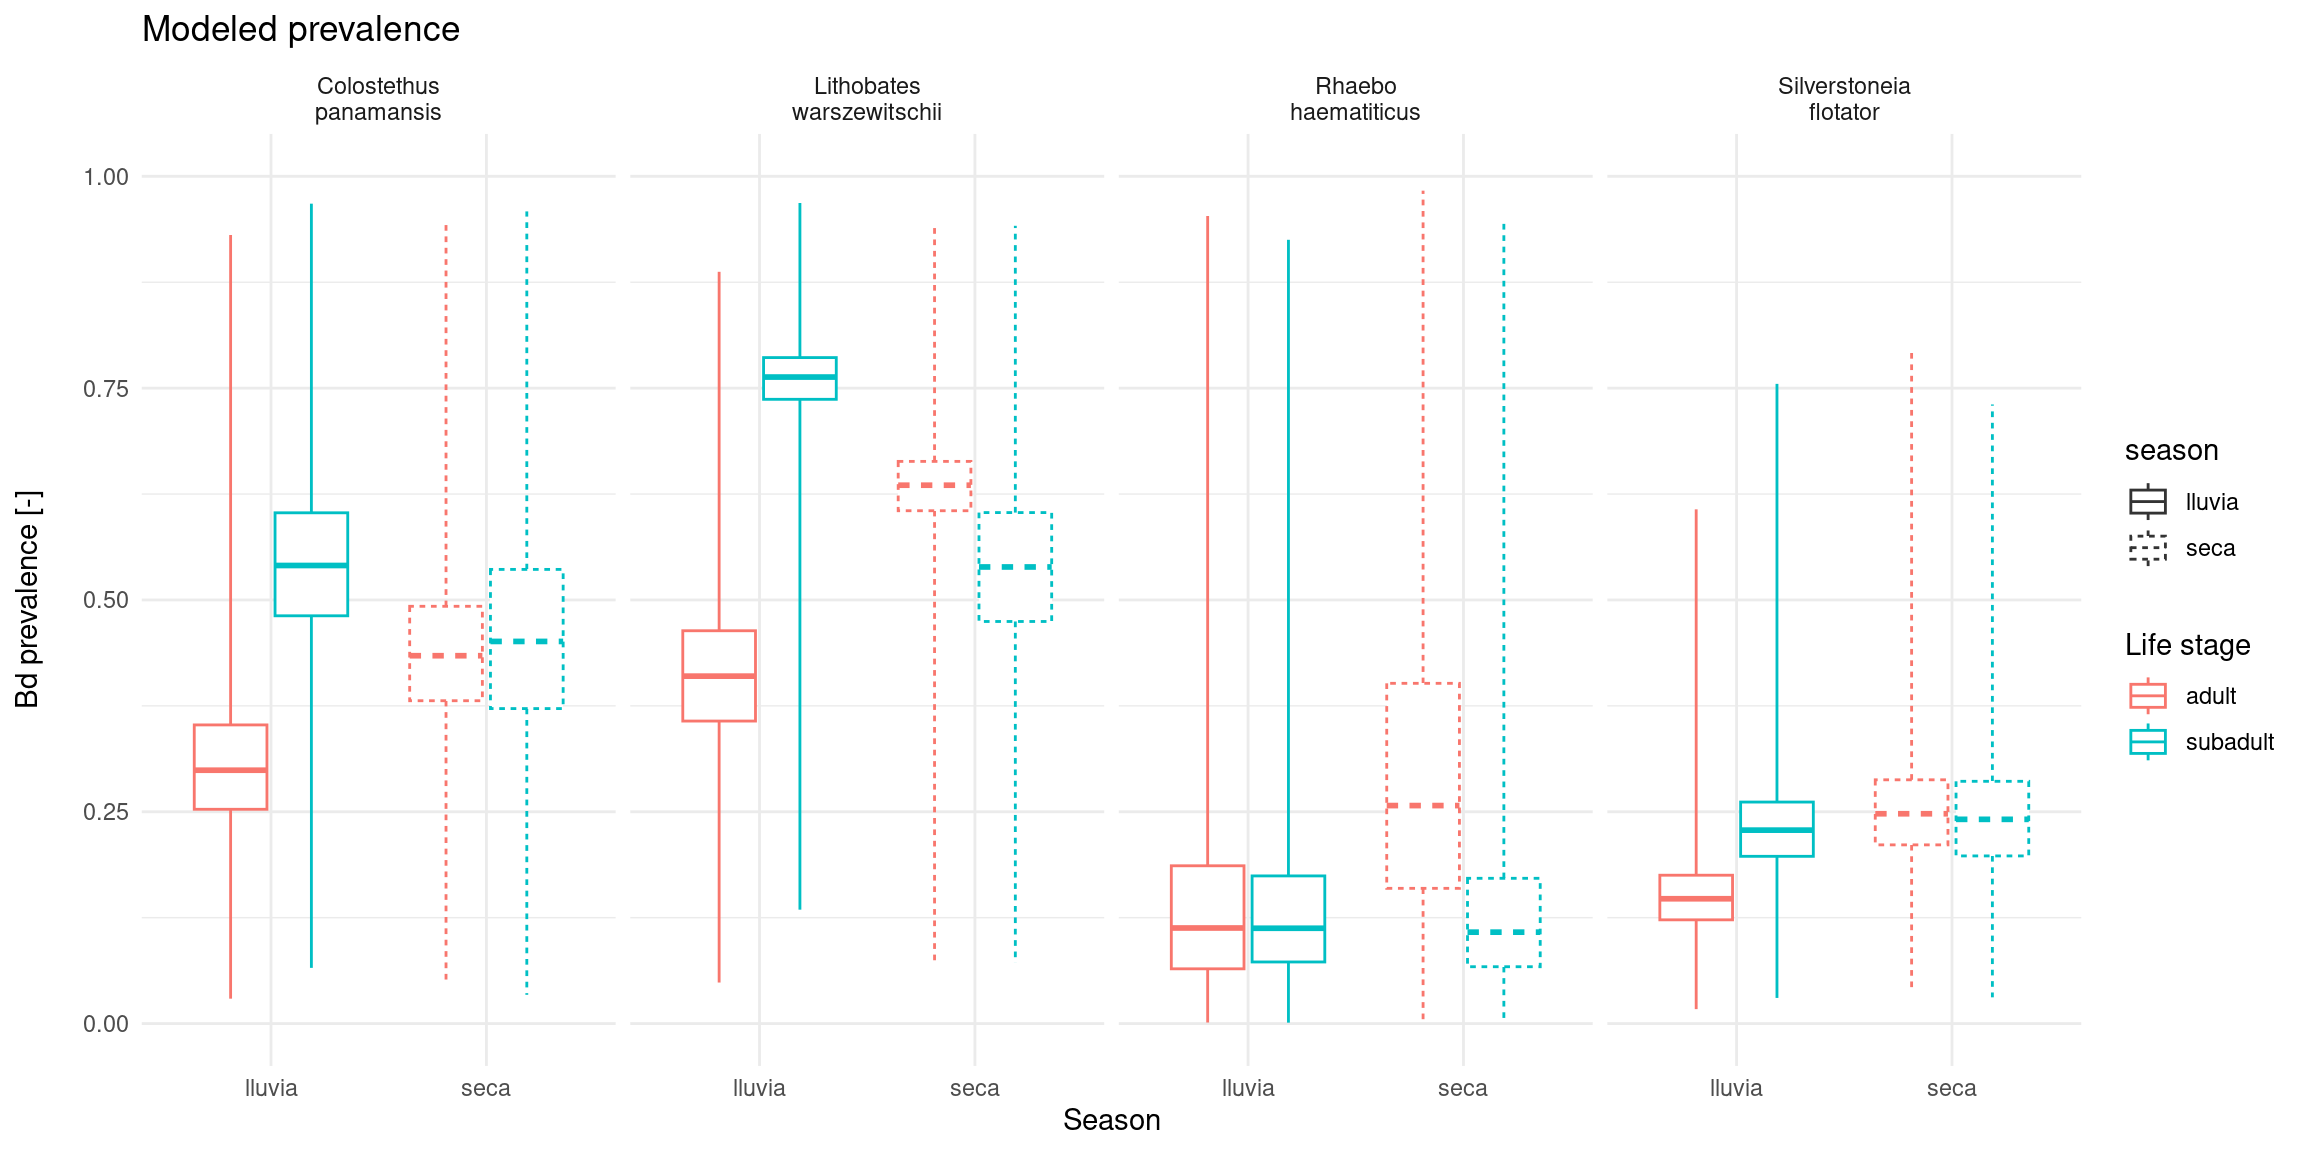 Modeled prevalence
Colostethus
panamansis
Lithobates
warszewitschii
Rhaebo
haematiticus
Silverstoneia
flotator
Bd prevalence [-]
1.00
0.75
0.50
0.25
0.00
lluvia
seca
lluvia
seca
lluvia
seca
lluvia
seca
Season
season
lluvia
seca
Life stage
adult
subadult